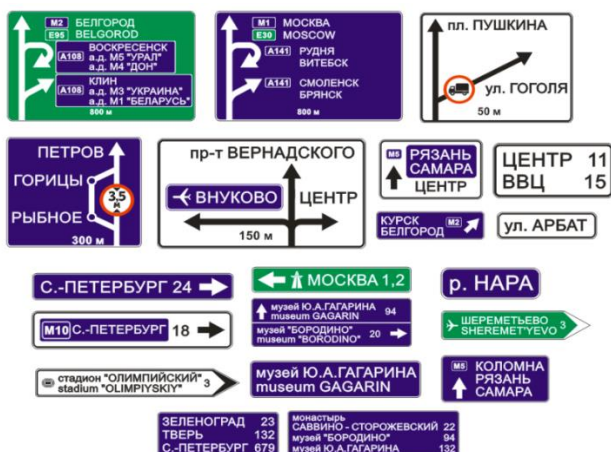 M2 БЕЛГОРОД
E95 BELGOROD
ВОСКРЕСЕНСК
A108 а.д. М5 "УРАЛ"
а.д. М4 "ДОН"
КЛИН
A108 а.д. М3 "УКРАИНА"
а.д. М1 "БЕЛАРУСЬ"
800 м
M1 МОСКВА
E30 MOSCOW
A141 РУДНЯ
ВИТЕБСК
A141 СМОЛЕНСК
БРЯНСК
800 м
пл. ПУШКИНА
ул. ГОГОЛЯ
50 м
ПЕТРОВ
ГОРИЦЫ
3,5
м
РЫБНОЕ
300 м
пр-т ВЕРНАДСКОГО
ВНУКОВО
ЦЕНТР
150 м
M5 РЯЗАНЬ
САМАРА
ЦЕНТР
ЦЕНТР 11
ВВЦ 15
КУРСК M2
БЕЛГОРОД
ул. АРБАТ
С.-ПЕТЕРБУРГ 24
МОСКВА 1,2
р. НАРА
M10 С.-ПЕТЕРБУРГ 18
музей Ю.А.ГАГАРИНА 94
museum GAGARIN
музей "БОРОДИНО" 20
museum "BORODINO"
ШЕРЕМЕТЬЕВО 3
SHEREMET'YEVO
стадион "ОЛИМПИЙСКИЙ" 3
stadium "OLIMPIYSKIY"
музей Ю.А.ГАГАРИНА
museum GAGARIN
M5 КОЛОМНА
РЯЗАНЬ
САМАРА
ЗЕЛЕНОГРАД 23
ТВЕРЬ 132
С.-ПЕТЕРБУРГ 679
монастырь
САВВИНО - СТОРОЖЕВСКИЙ 22
музей "БОРОДИНО" 94
музей Ю.А.ГАГАРИНА 132